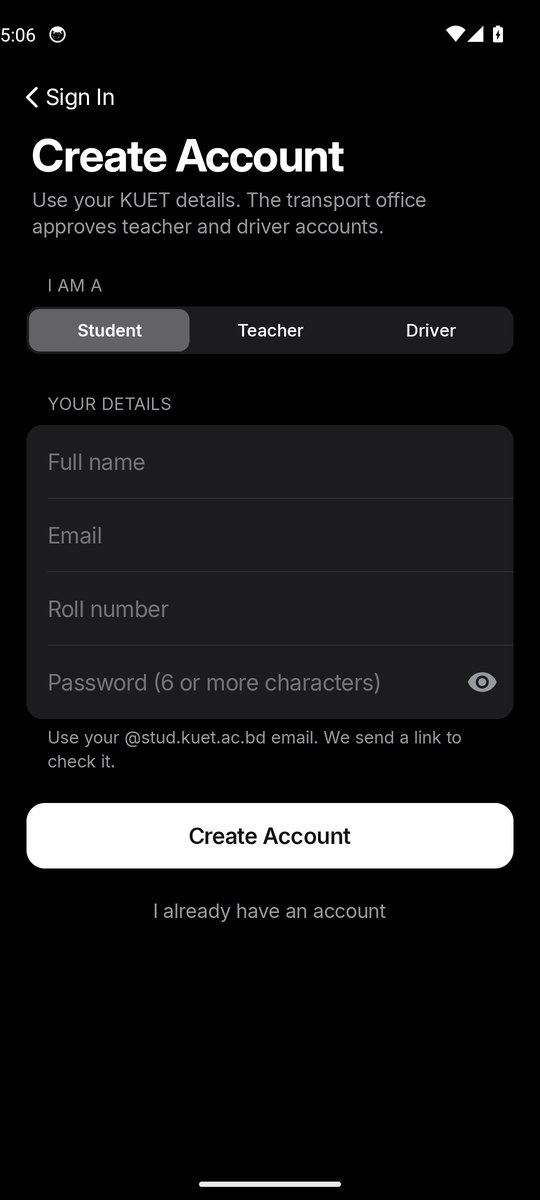 5:06
Sign In
Create Account
Use your KUET details. The transport office
approves teacher and driver accounts.
I AM A
Student
Teacher
Driver
YOUR DETAILS
Full name
Email
Roll number
Password (6 or more characters)
Use your @stud.kuet.ac.bd email. We send a link to
check it.
Create Account
I already have an account